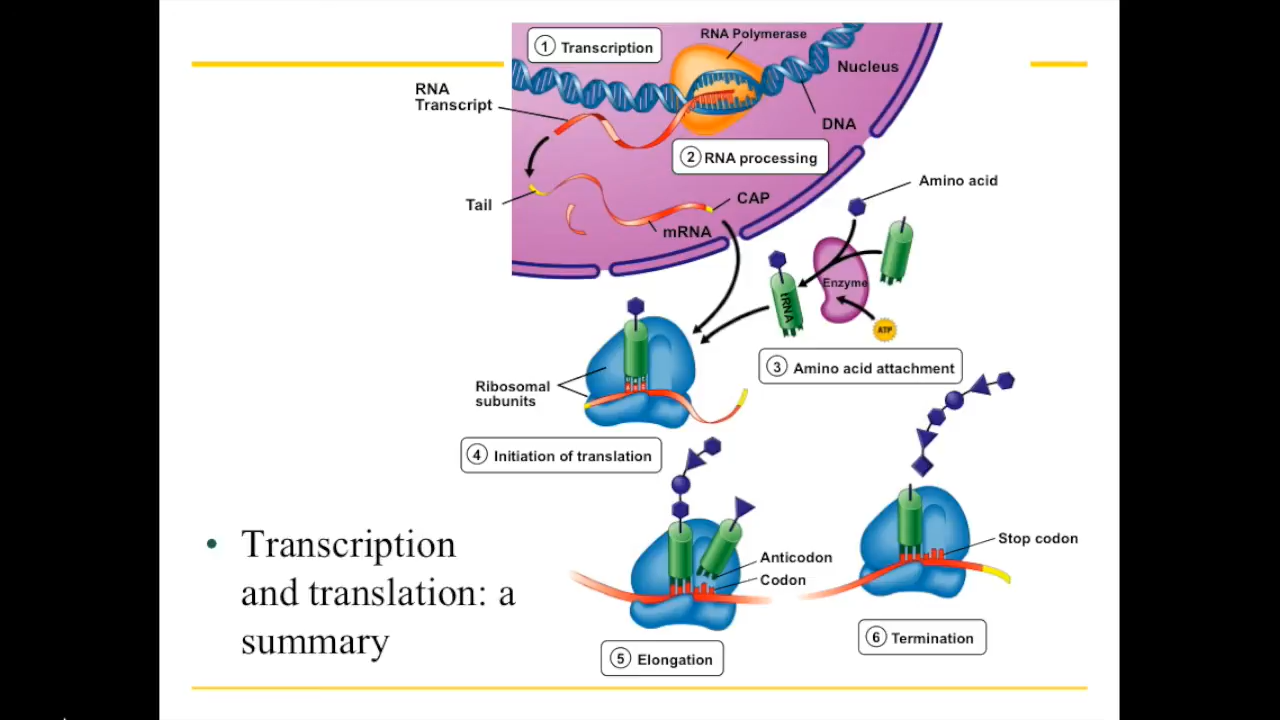 1 Transcription
RNA Polymerase
Nucleus
RNA
Transcript
DNA
2 RNA processing
Amino acid
Tail
CAP
mRNA
Enzyme
tRNA
ATP
3 Amino acid attachment
Ribosomal
subunits
4 Initiation of translation
Stop codon
Anticodon
Codon
5 Elongation
6 Termination
• Transcription
and translation: a
summary